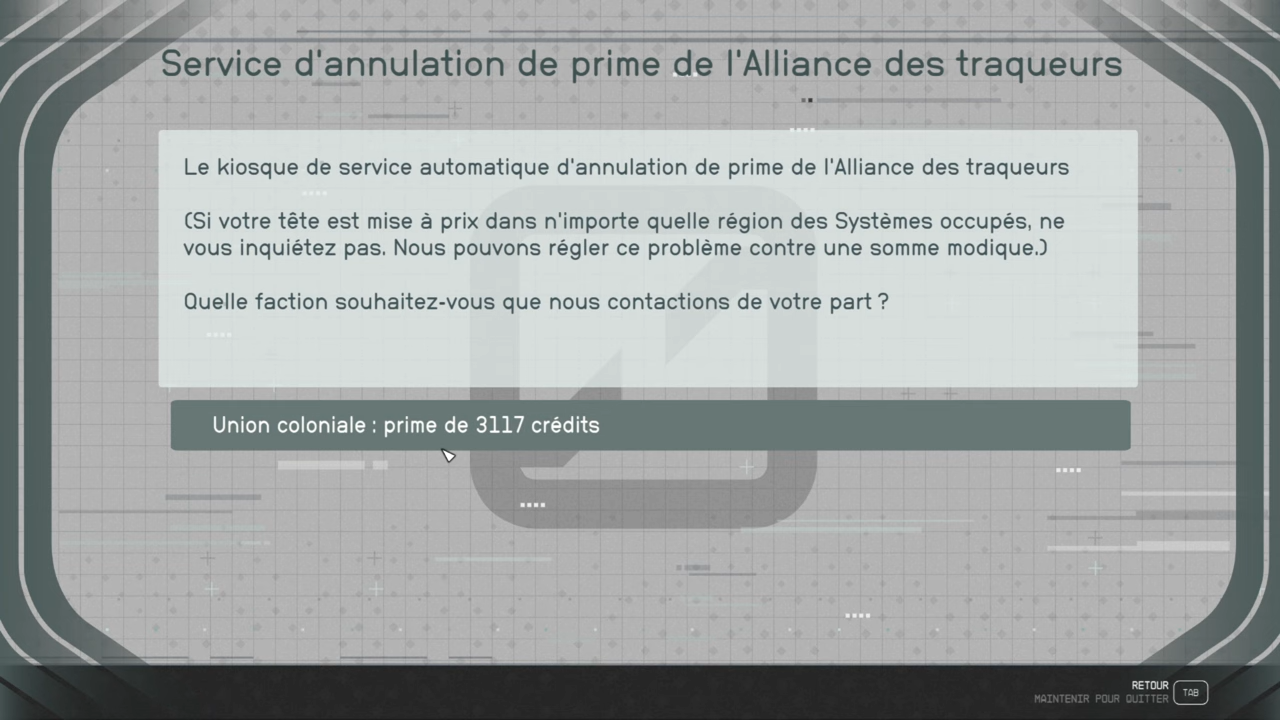 Service d'annulation de prime de l'Alliance des traqueurs
Le kiosque de service automatique d'annulation de prime de l'Alliance des traqueurs
(Si votre tête est mise à prix dans n'importe quelle région des Systèmes occupés, ne
vous inquiétez pas. Nous pouvons régler ce problème contre une somme modique.)
Quelle faction souhaitez-vous que nous contactions de votre part ?
Union coloniale : prime de 3117 crédits
RETOUR
MAINTENIR POUR QUITTER
TAB